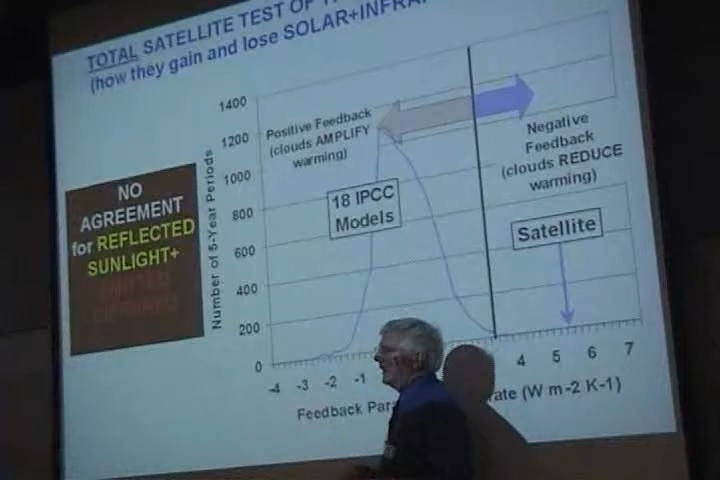 TOTAL SATELLITE TEST OF
(how they gain and lose SOLAR+INFRA
1400
1200
1000
800
600
400
200
0
Number of 5-Year Periods
Positive Feedback
(clouds AMPLIFY
warming)
Negative
Feedback
(clouds REDUCE
warming)
NO
AGREEMENT
for REFLECTED
SUNLIGHT+
18 IPCC
Models
Satellite
-4 -3 -2 -1 4 5 6 7
Feedback Par rate (W m-2 K-1)